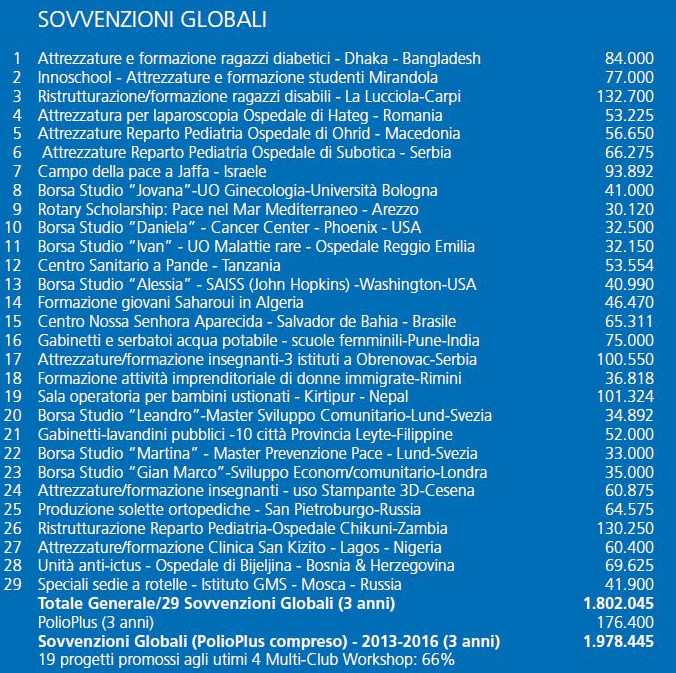 SOVVENZIONI GLOBALI
1 Attrezzature e formazione ragazzi diabetici - Dhaka - Bangladesh 84.000
2 Innoschool - Attrezzature e formazione studenti Mirandola 77.000
3 Ristrutturazione/formazione ragazzi disabili - La Lucciola-Carpi 132.700
4 Attrezzatura per laparoscopia Ospedale di Hateg - Romania 53.225
5 Attrezzature Reparto Pediatria Ospedale di Ohrid - Macedonia 56.650
6 Attrezzature Reparto Pediatria Ospedale di Subotica - Serbia 66.275
7 Campo della pace a Jaffa - Israele 93.892
8 Borsa Studio "Jovana"-UO Ginecologia-Università Bologna 41.000
9 Rotary Scholarship: Pace nel Mar Mediterraneo - Arezzo 30.120
10 Borsa Studio "Daniela" - Cancer Center - Phoenix - USA 32.500
11 Borsa Studio "Ivan" - UO Malattie rare - Ospedale Reggio Emilia 32.150
12 Centro Sanitario a Pande - Tanzania 53.554
13 Borsa Studio "Alessia" - SAISS (John Hopkins) -Washington-USA 40.990
14 Formazione giovani Saharoui in Algeria 46.470
15 Centro Nossa Senhora Aparecida - Salvador de Bahia - Brasile 65.311
16 Gabinetti e serbatoi acqua potabile - scuole femminili-Pune-India 75.000
17 Attrezzature/formazione insegnanti-3 istituti a Obrenovac-Serbia 100.550
18 Formazione attività imprenditoriale di donne immigrate-Rimini 36.818
19 Sala operatoria per bambini ustionati - Kirtipur - Nepal 101.324
20 Borsa Studio "Leandro"-Master Sviluppo Comunitario-Lund-Svezia 34.892
21 Gabinetti-lavandini pubblici -10 città Provincia Leyte-Filippine 52.000
22 Borsa Studio "Martina" - Master Prevenzione Pace - Lund-Svezia 33.000
23 Borsa Studio "Gian Marco"-Sviluppo Econom/comunitario-Londra 35.000
24 Attrezzature/formazione insegnanti - uso Stampante 3D-Cesena 60.875
25 Produzione solette ortopediche - San Pietroburgo-Russia 64.575
26 Ristrutturazione Reparto Pediatria-Ospedale Chikuni-Zambia 130.250
27 Attrezzature/formazione Clinica San Kizito - Lagos - Nigeria 60.400
28 Unità anti-ictus - Ospedale di Bijeljina - Bosnia & Herzegovina 69.625
29 Speciali sedie a rotelle - Istituto GMS - Mosca - Russia 41.900
Totale Generale/29 Sovvenzioni Globali (3 anni) 1.802.045
PolioPlus (3 anni) 176.400
Sovvenzioni Globali (PolioPlus compreso) - 2013-2016 (3 anni) 1.978.445
19 progetti promossi agli utimi 4 Multi-Club Workshop: 66%